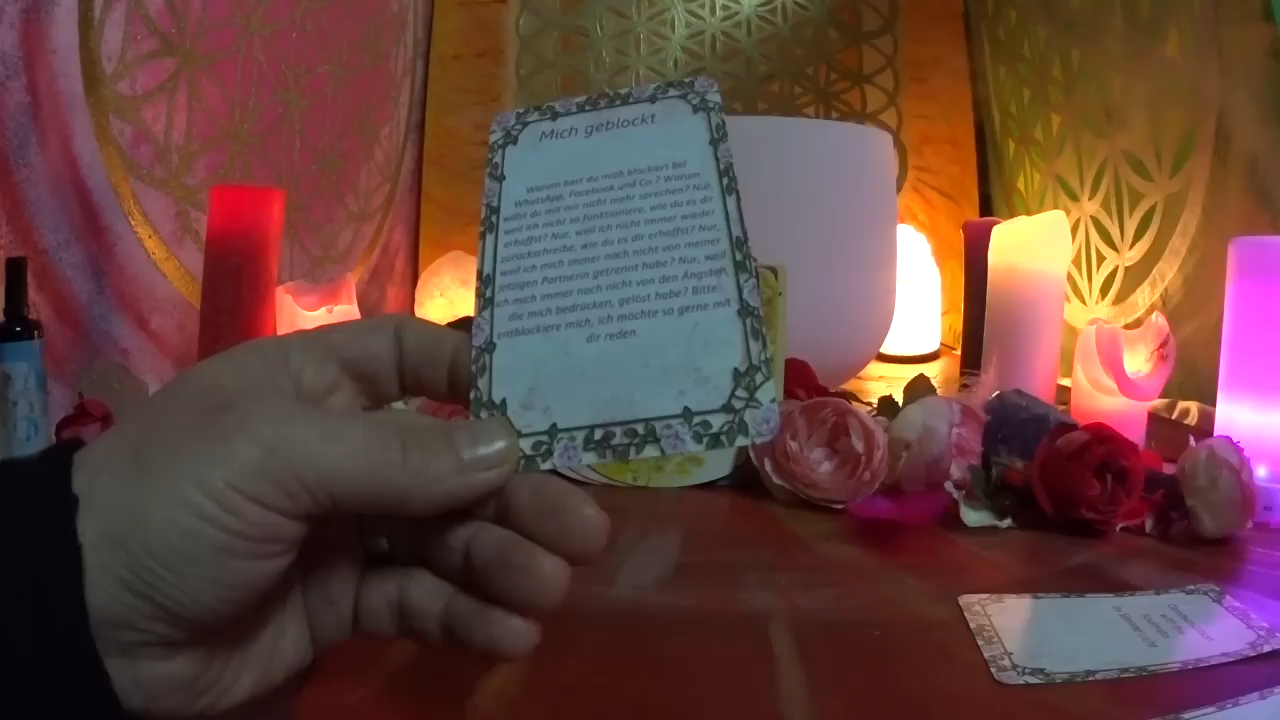 Mich geblockt
Warum hast du mich blockiert bei
WhatsApp, Facebook und Co.? Warum
willst du mit mir nicht mehr sprechen? Nur,
weil ich nicht so funktioniere, wie du es dir
erhoffst? Nur, weil ich nicht immer wieder
zurückschreibe, wie du es dir erhoffst? Nur,
weil ich mich immer noch nicht von meiner
jetzigen Partnerin getrennt habe? Nur, weil
ich mich immer noch nicht von den Ängsten,
die mich bedrücken, gelöst habe? Bitte
entblockiere mich, ich möchte so gerne mit
dir reden.